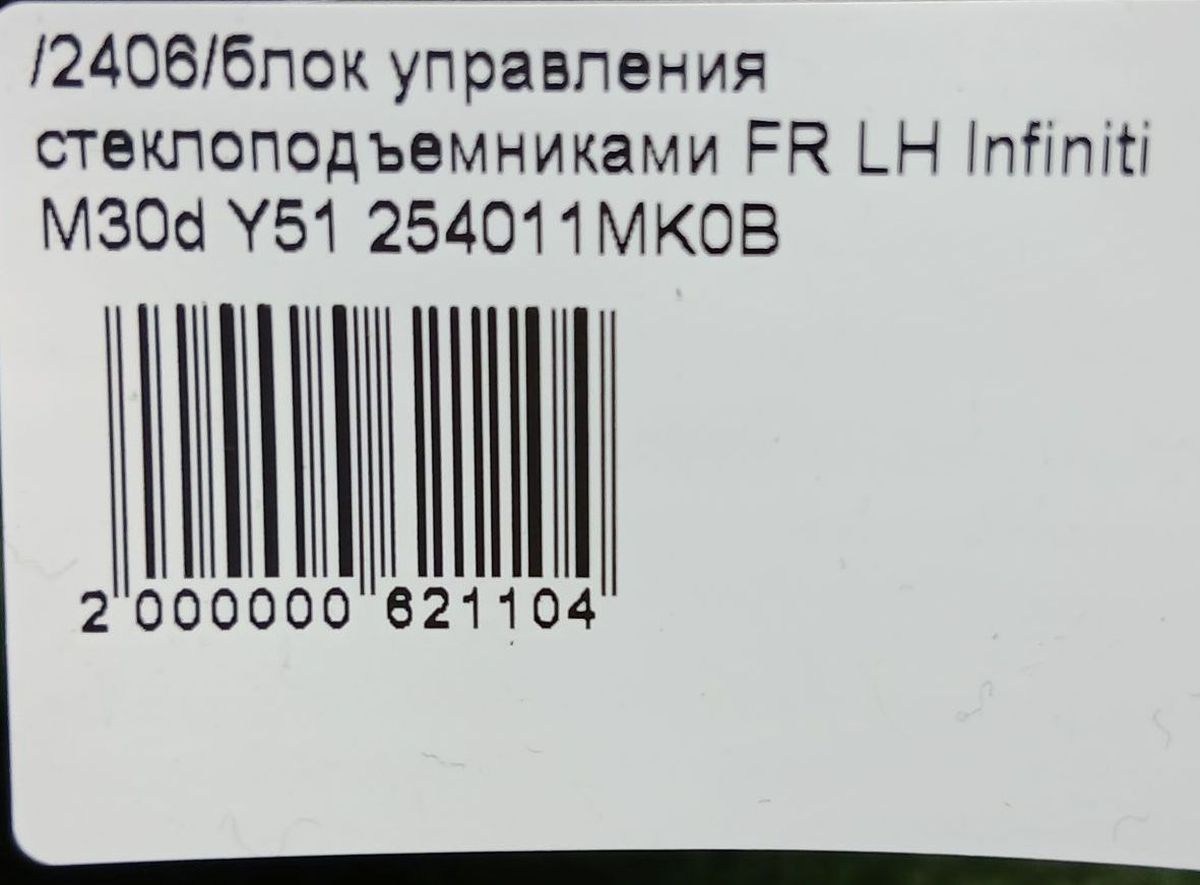 /2406/блок управления
стеклоподъемниками FR LH Infiniti
M30d Y51 254011MK0B
2 000000 621104